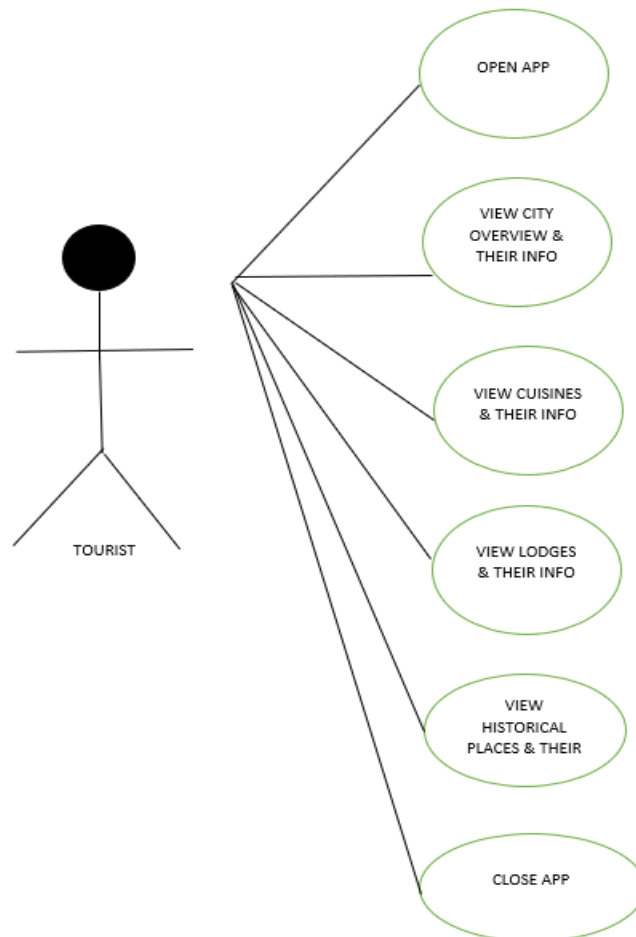 OPEN APP
VIEW CITY
OVERVIEW &
THEIR INFO
VIEW CUISINES
& THEIR INFO
TOURIST
VIEW LODGES
& THEIR INFO
VIEW
HISTORICAL
PLACES & THEIR
CLOSE APP